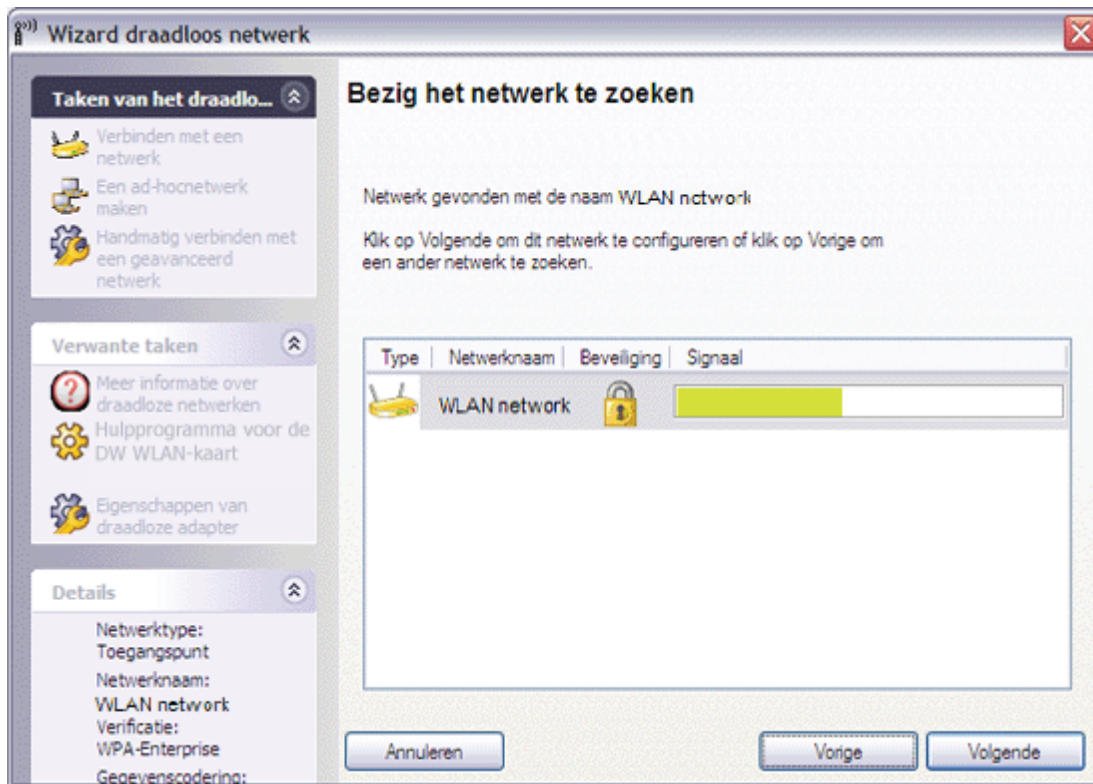 Wizard draadloos netwerk
Taken van het draadlo...
Verbinden met een
netwerk
Een ad-hocnetwerk
maken
Handmatig verbinden met
een geavanceerd
netwerk
Verwante taken
Meer informatie over
draadloze netwerken
Hulpprogramma voor de
DW WLAN-kaart
Eigenschappen van
draadloze adapter
Details
Netwerktype:
Toegangspunt
Netwerknaam:
WLAN network
Verificatie:
WPA-Enterprise
Gegevenscodering:
Bezig het netwerk te zoeken
Netwerk gevonden met de naam WLAN network
Klik op Volgende om dit netwerk te configureren of klik op Vorige om
een ander netwerk te zoeken.
Type Netwerknaam Beveiliging Signaal
WLAN network
Annuleren Vorige Volgende